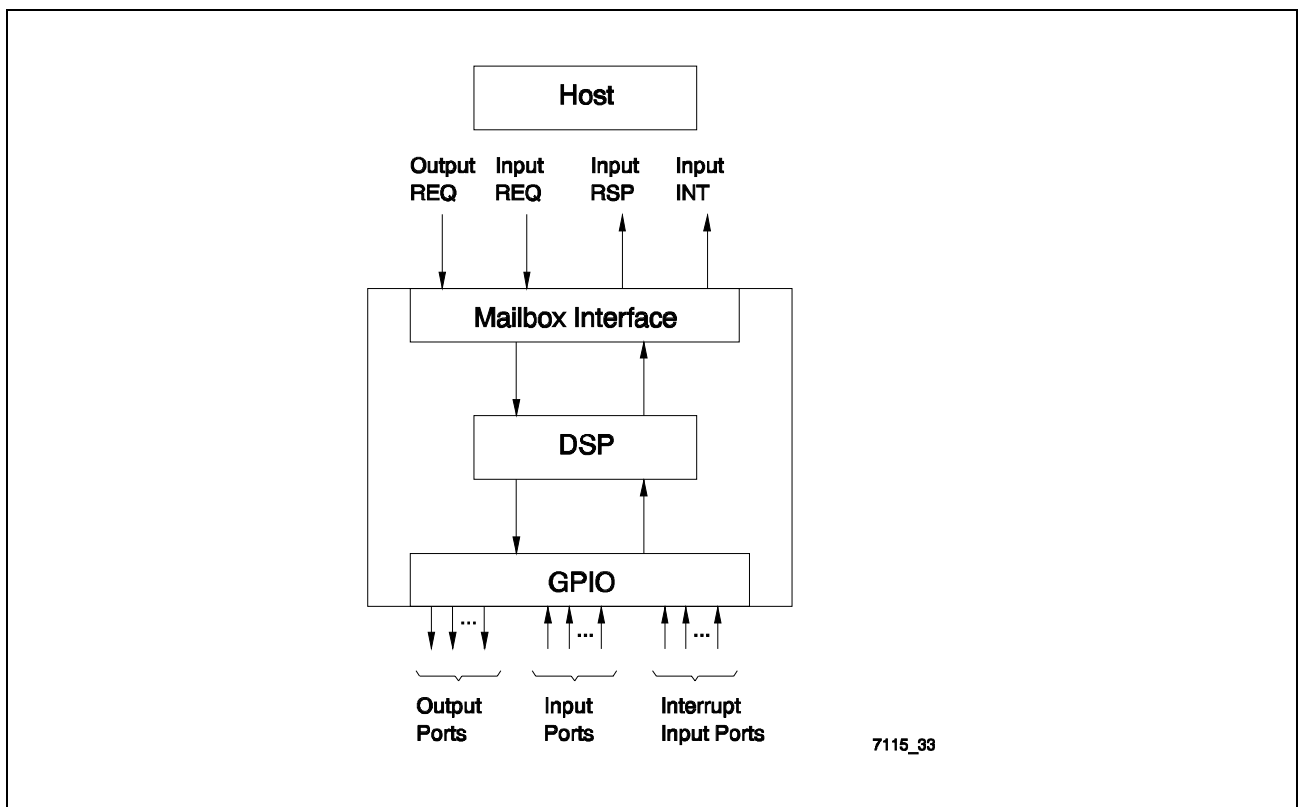 Host
Output REQ
Input REQ
Input RSP
Input INT
Mailbox Interface
DSP
GPIO
...
...
...
Output Ports
Input Ports
Interrupt Input Ports
7115_33